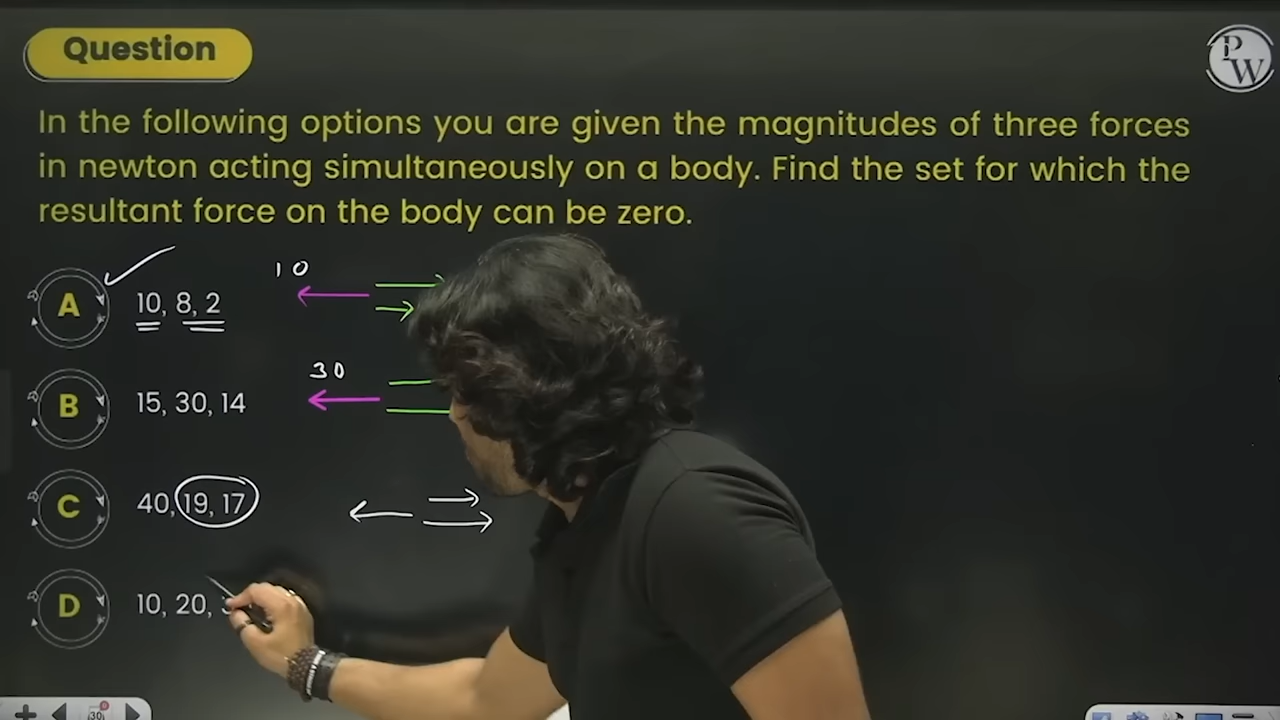 Question
PW
In the following options you are given the magnitudes of three forces
in newton acting simultaneously on a body. Find the set for which the
resultant force on the body can be zero.
10
A 10, 8, 2
30
B 15, 30, 14
C 40, 19, 17
D 10, 20,
30